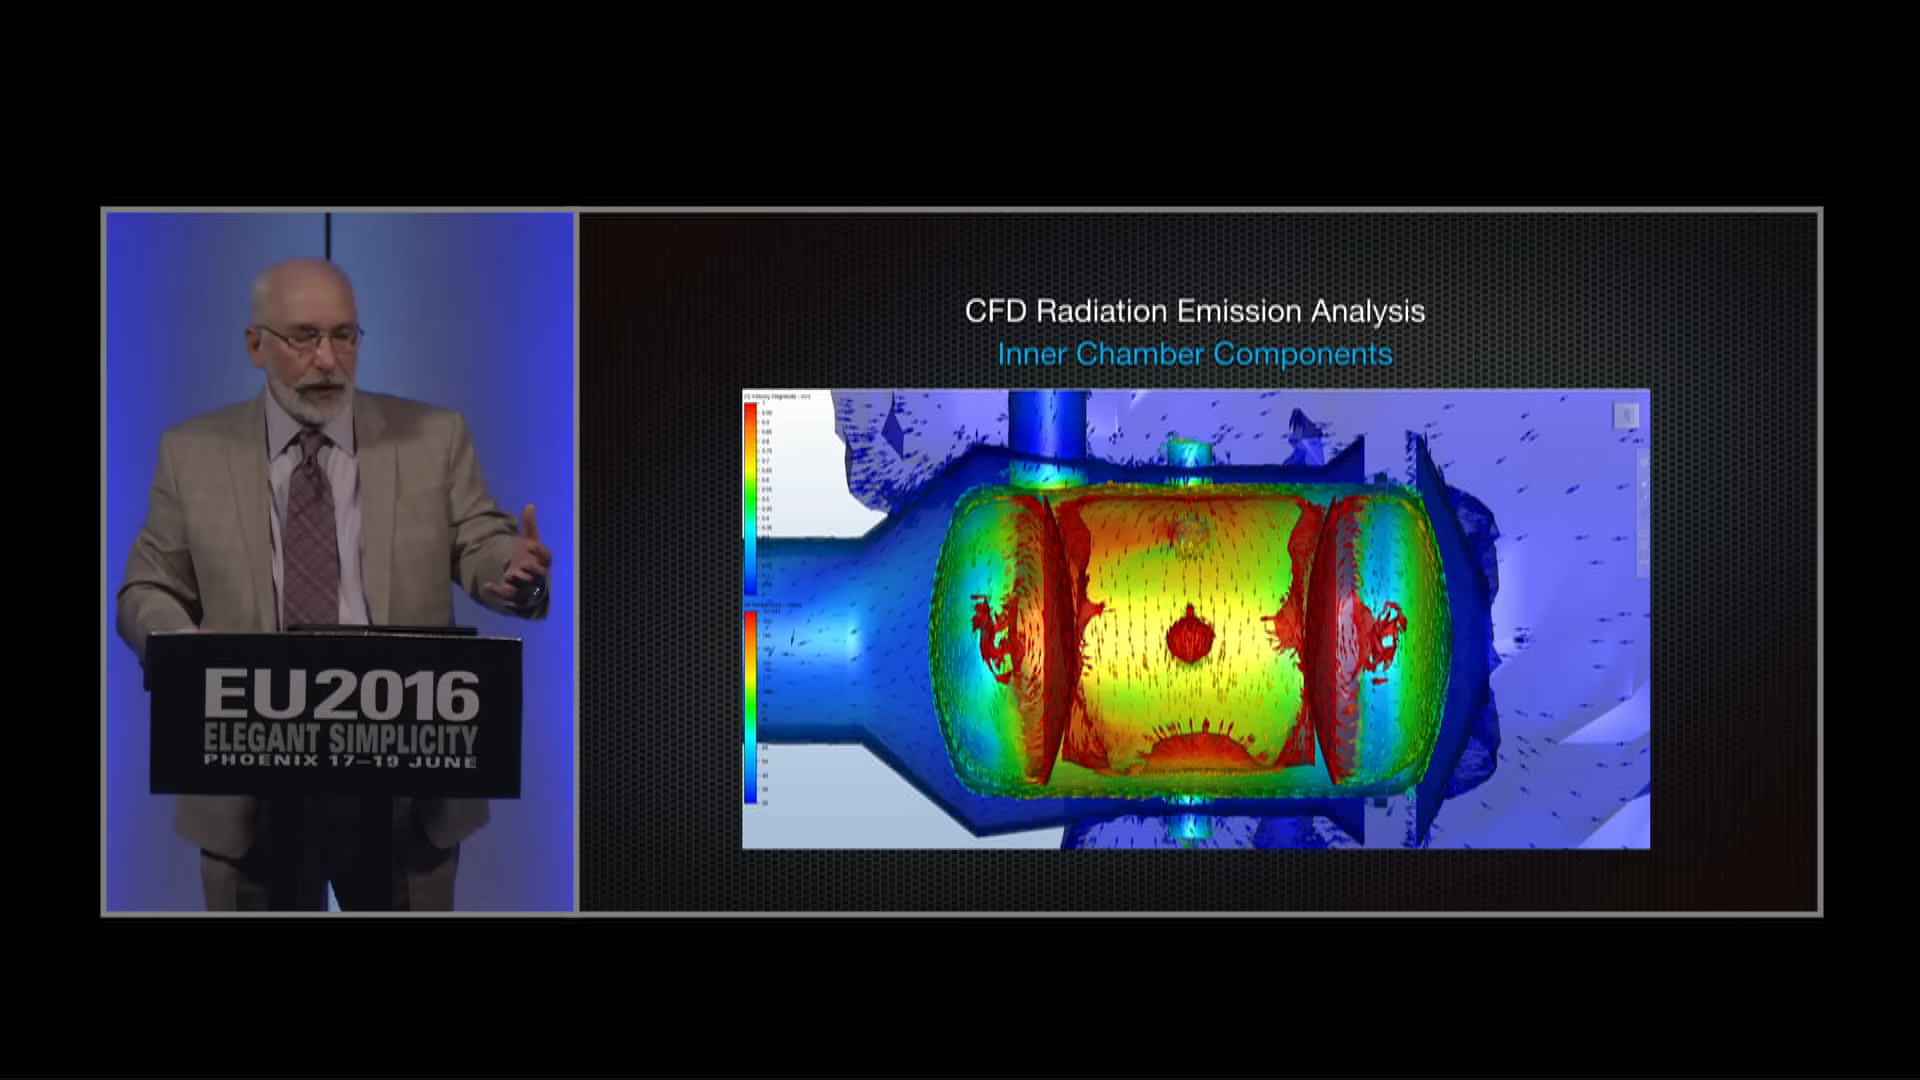 CFD Radiation Emission Analysis
Inner Chamber Components
EU2016
ELEGANT SIMPLICITY
PHOENIX 17–19 JUNE